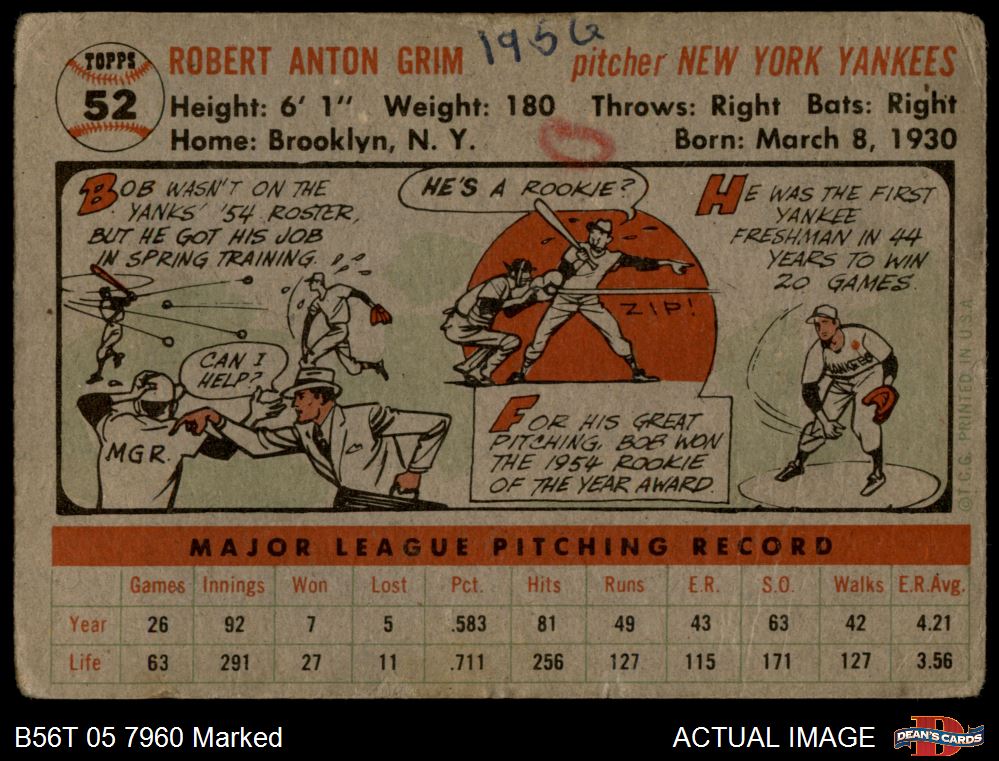 1956
TOPPS
52
ROBERT ANTON GRIM
pitcher NEW YORK YANKEES
Height: 6' 1" Weight: 180 Throws: Right Bats: Right
Home: Brooklyn, N. Y. Born: March 8, 1930
BOB WASN'T ON THE
YANKS' '54 ROSTER,
BUT HE GOT HIS JOB
IN SPRING TRAINING.
CAN I
HELP?
MGR.
HE'S A ROOKIE?
ZIP!
FOR HIS GREAT
PITCHING, BOB WON
THE 1954 ROOKIE
OF THE YEAR AWARD.
HE WAS THE FIRST
YANKEE
FRESHMAN IN 44
YEARS TO WIN
20 GAMES.
YANKEES
©T.C.G. PRINTED IN U.S.A.
MAJOR LEAGUE PITCHING RECORD
Games Innings Won Lost Pct. Hits Runs E.R. S.O. Walks E.R.Avg.
Year 26 92 7 5 .583 81 49 43 63 42 4.21
Life 63 291 27 11 .711 256 127 115 171 127 3.56
B56T 05 7960 Marked
ACTUAL IMAGE
DEAN'S CARDS